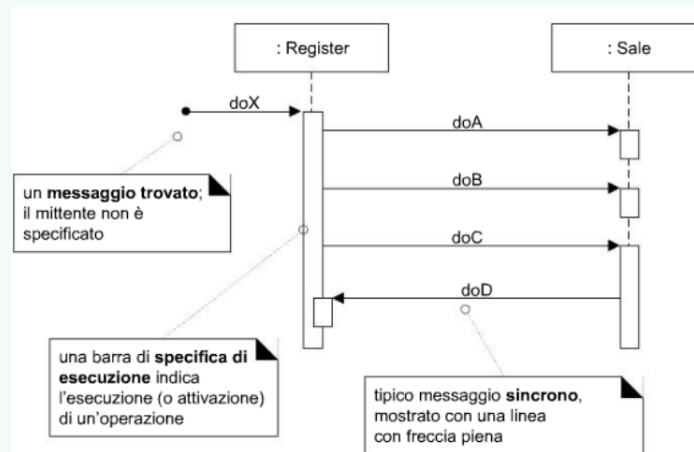 : Register
: Sale
doX
doA
un messaggio trovato;
il mittente non è
specificato
doB
doC
doD
una barra di specifica di
esecuzione indica
l'esecuzione (o attivazione)
di un'operazione
tipico messaggio sincrono,
mostrato con una linea
con freccia piena